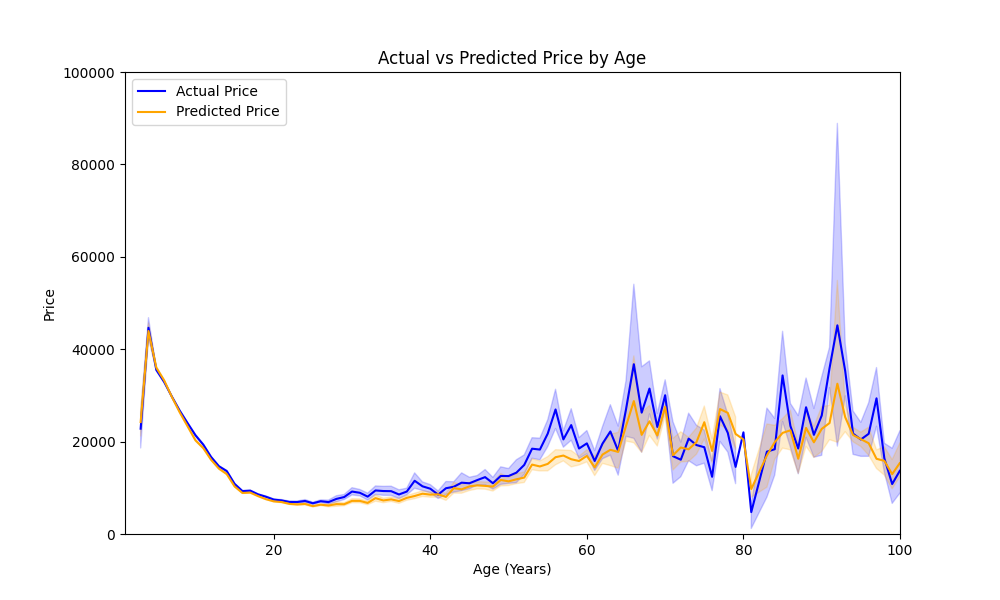 Actual vs Predicted Price by Age
100000
80000
60000
40000
20000
0
Price
Actual Price
Predicted Price
20
40
60
80
100
Age (Years)